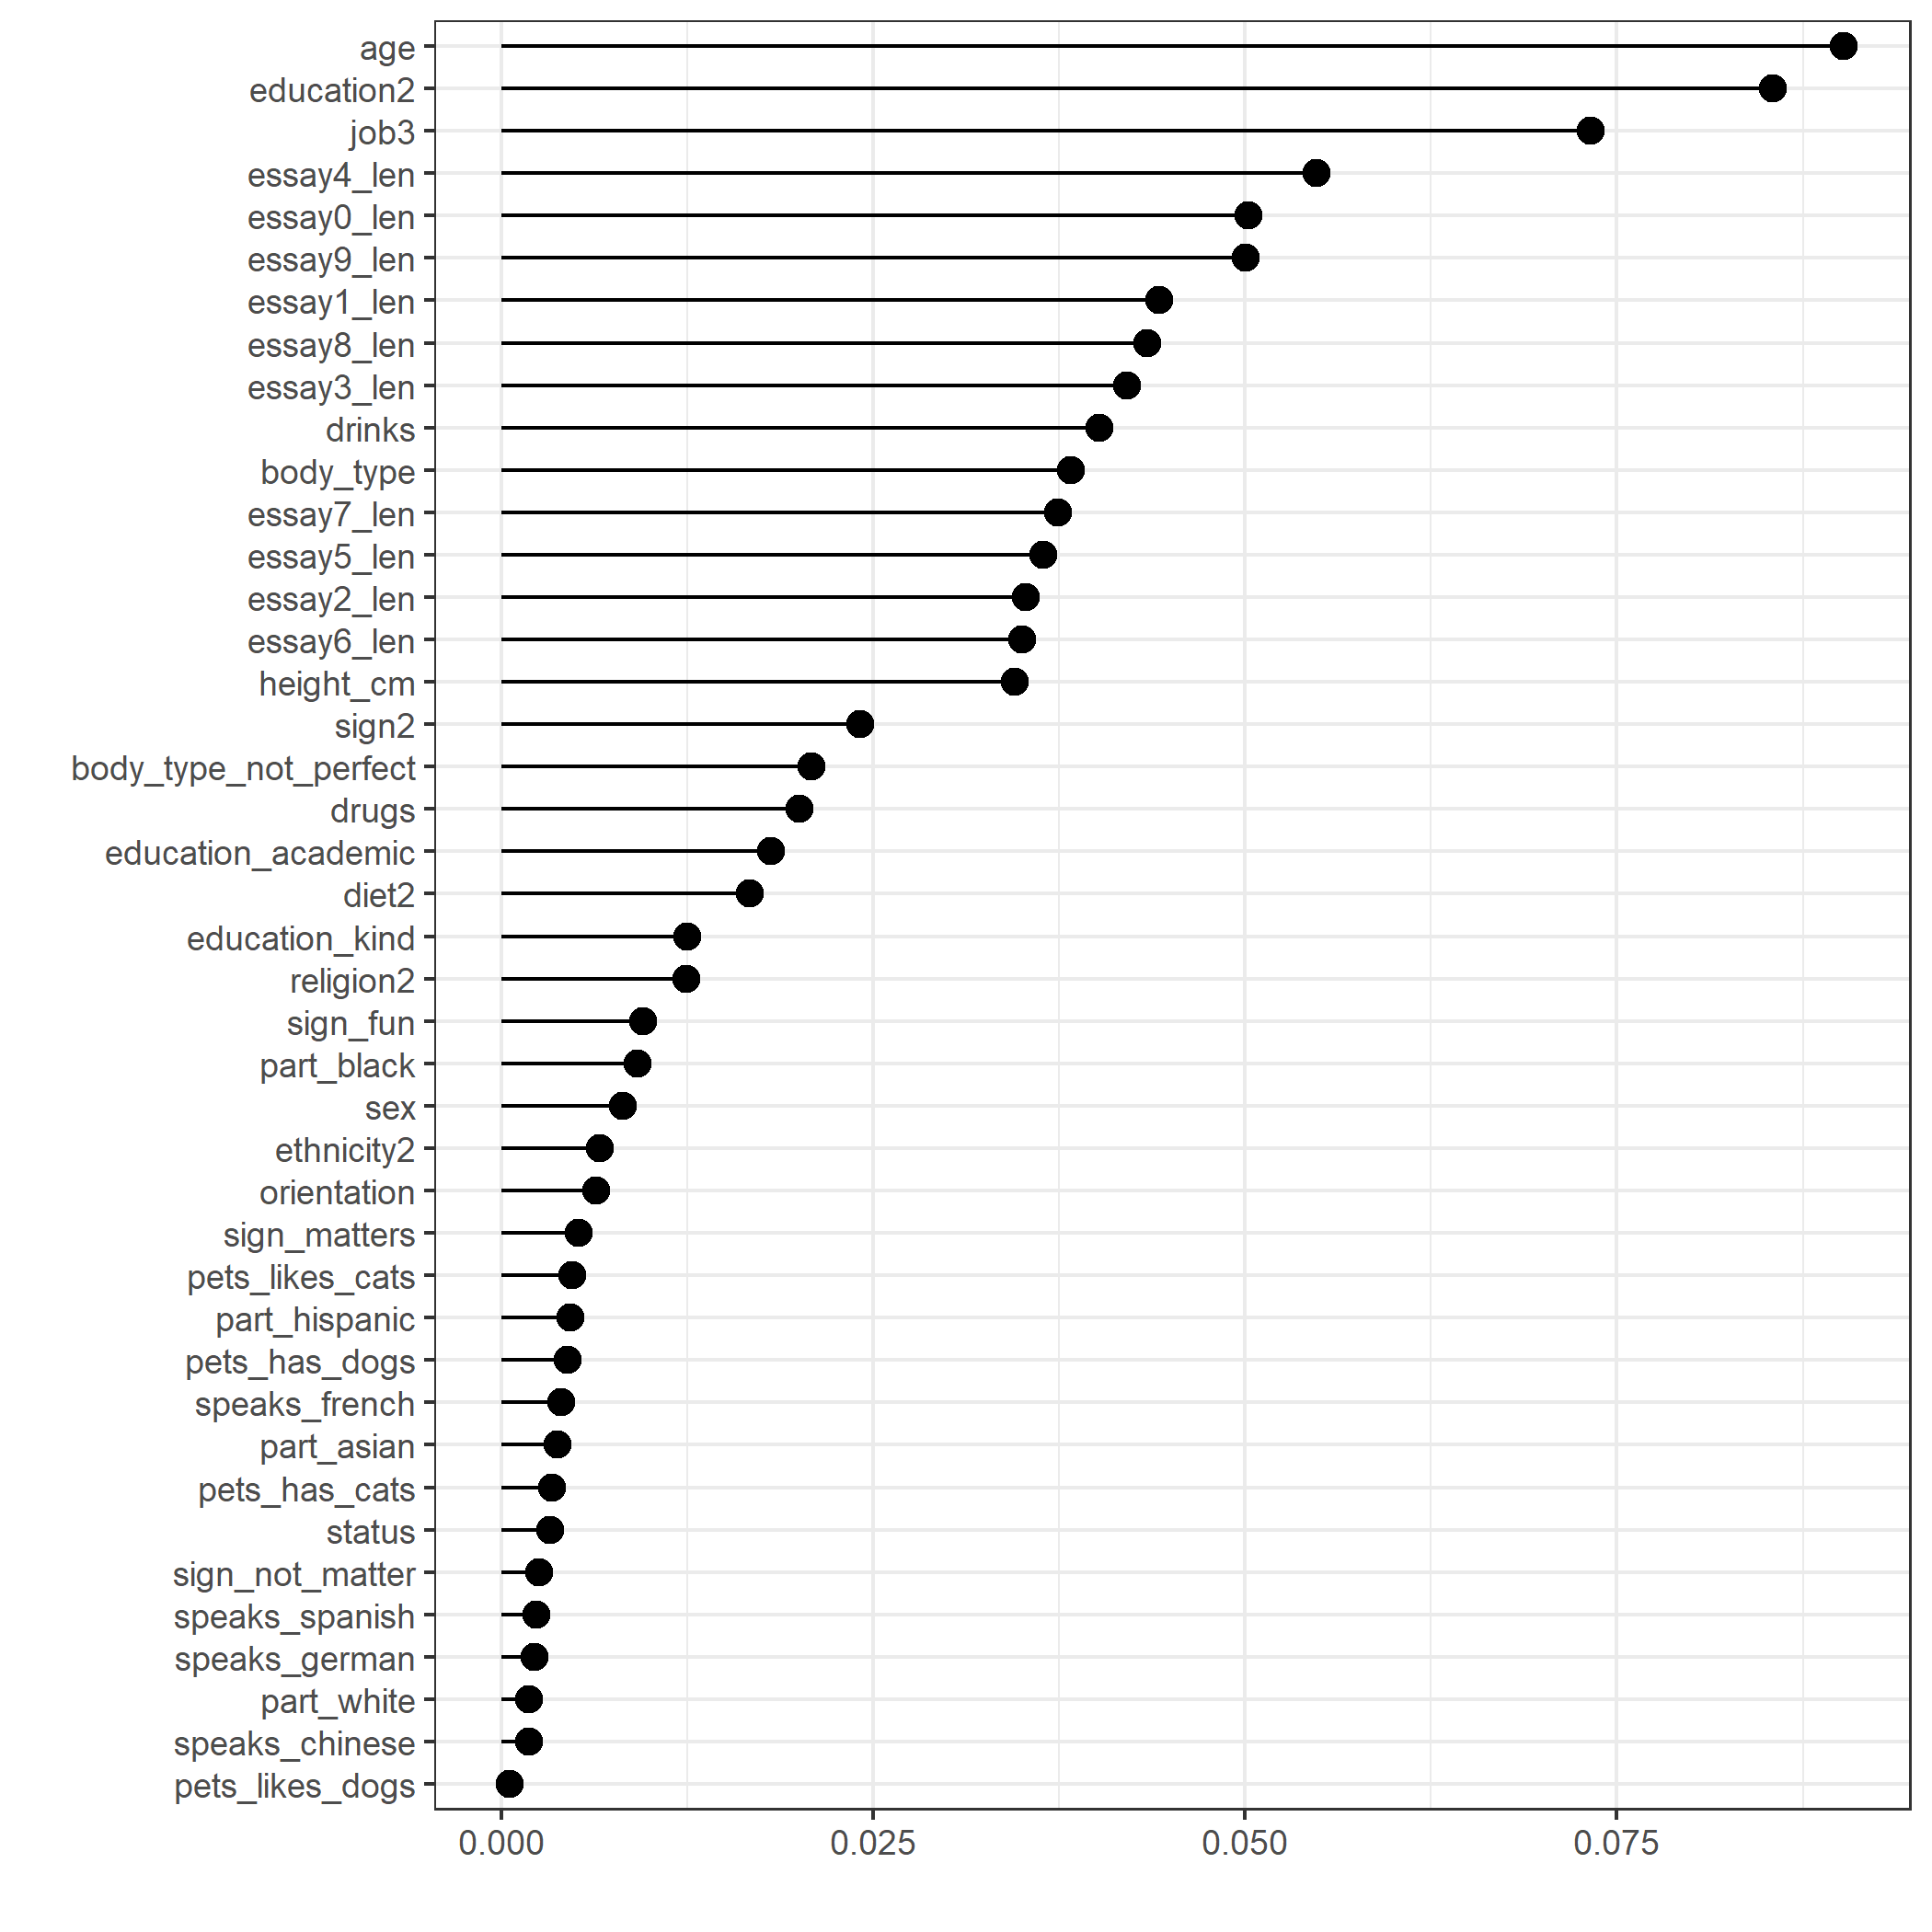 age
education2
job3
essay4_len
essay0_len
essay9_len
essay1_len
essay8_len
essay3_len
drinks
body_type
essay7_len
essay5_len
essay2_len
essay6_len
height_cm
sign2
body_type_not_perfect
drugs
education_academic
diet2
education_kind
religion2
sign_fun
part_black
sex
ethnicity2
orientation
sign_matters
pets_likes_cats
part_hispanic
pets_has_dogs
speaks_french
part_asian
pets_has_cats
status
sign_not_matter
speaks_spanish
speaks_german
part_white
speaks_chinese
pets_likes_dogs
0.000 0.025 0.050 0.075